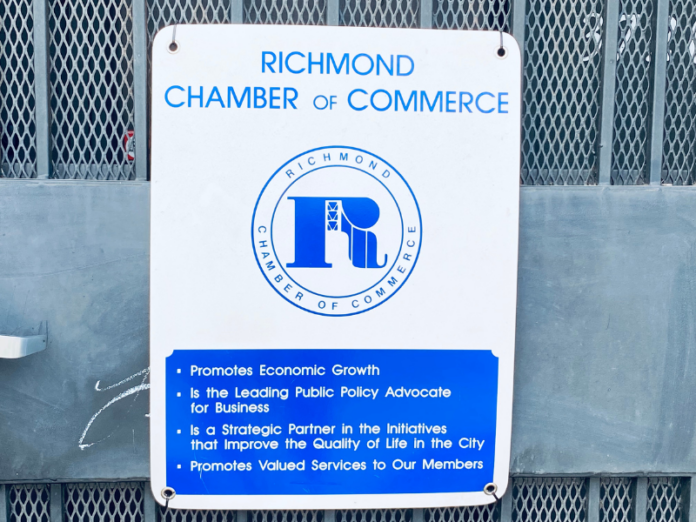 RICHMOND
CHAMBER OF COMMERCE
RICHMOND
CHAMBER OF COMMERCE
R
▪ Promotes Economic Growth
▪ Is the Leading Public Policy Advocate
for Business
▪ Is a Strategic Partner in the Initiatives
that Improve the Quality of Life in the City
▪ Promotes Valued Services to Our Members